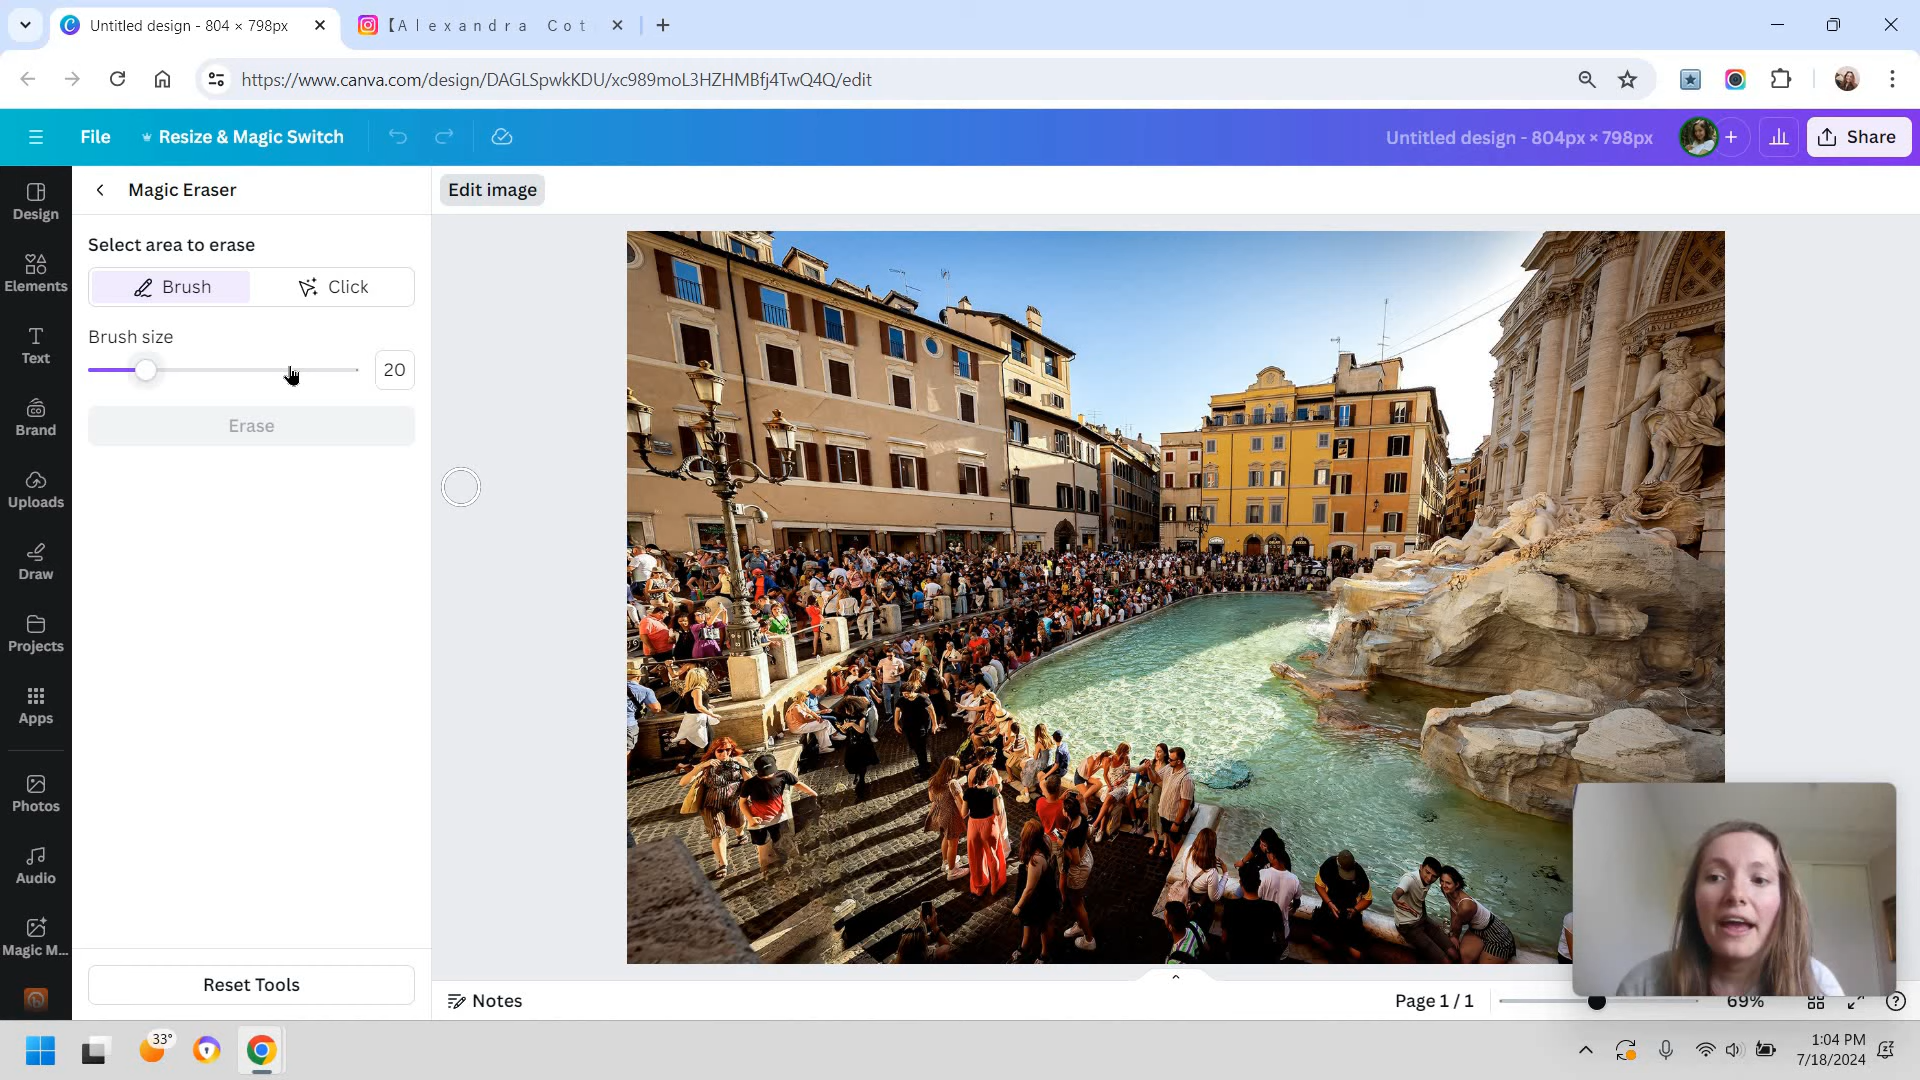 Untitled design - 804 × 798px
【A l e x a n d r a  C o t
https://www.canva.com/design/DAGLSpwkKDU/xc989moL3HZHMBfj4TwQ4Q/edit
File
Resize & Magic Switch
Untitled design - 804px × 798px
Share
Design
Elements
Text
Brand
Uploads
Draw
Projects
Apps
Photos
Audio
Magic M...
Magic Eraser
Select area to erase
Brush
Click
Brush size
20
Erase
Reset Tools
Edit image
Notes
Page 1 / 1
69%
33°
1:04 PM
7/18/2024